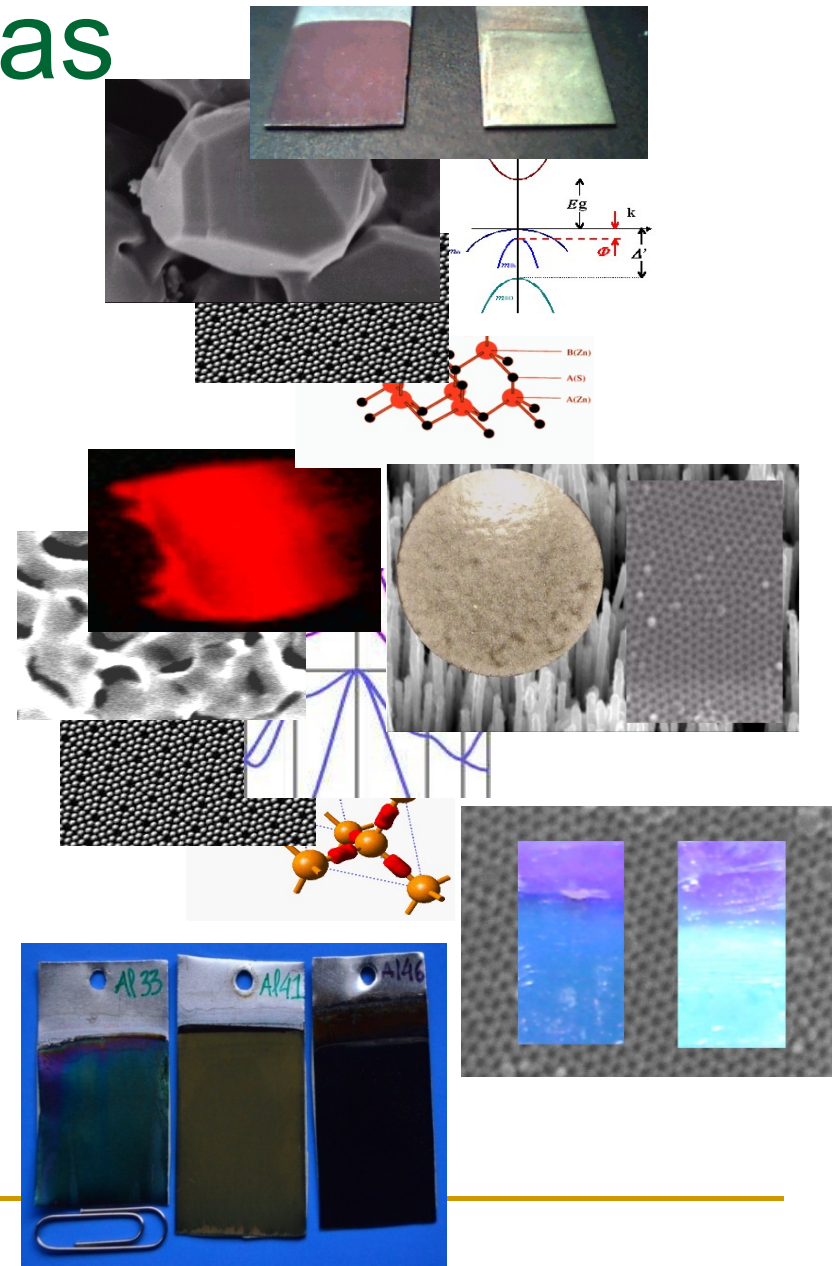 as
Eg
k
Φ
Δ'
B(Zn)
A(S)
A(Zn)
Al33
Al41
Al46